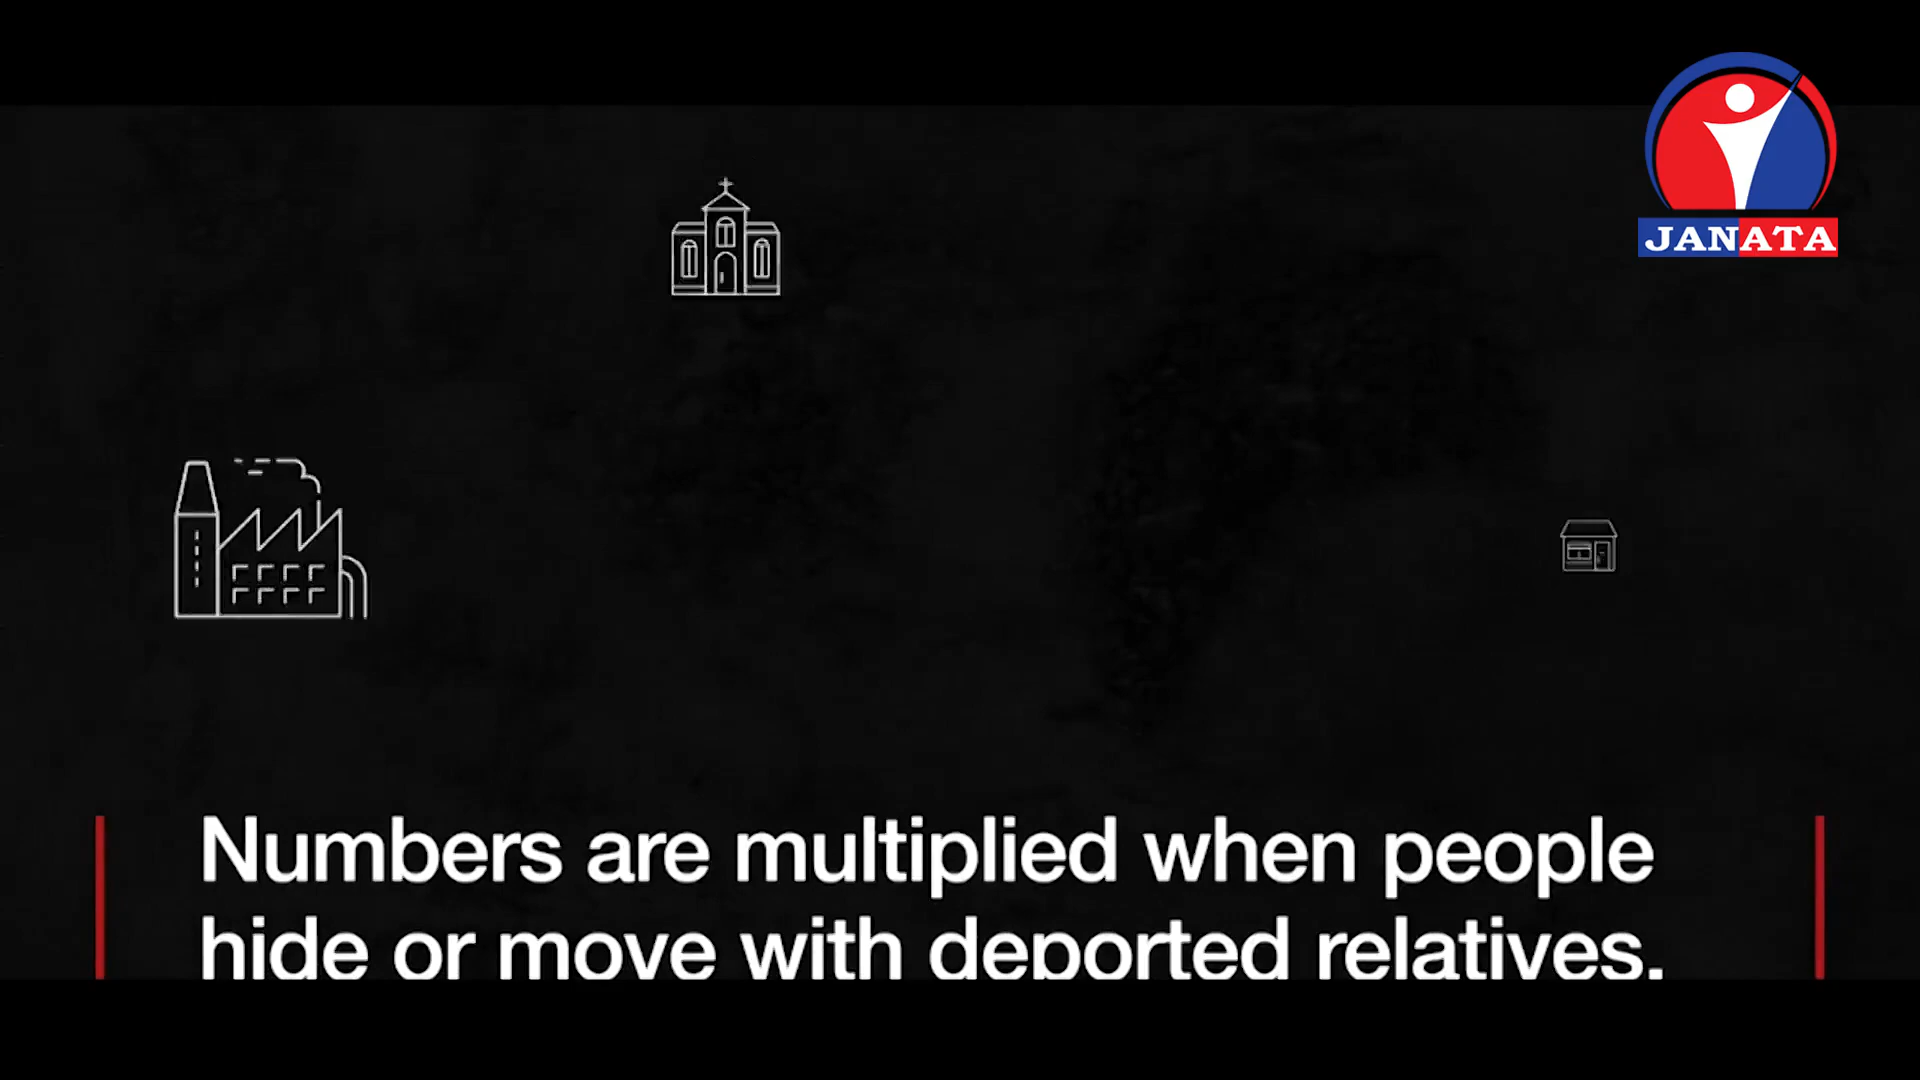 JANATA
Numbers are multiplied when people
hide or move with deported relatives.